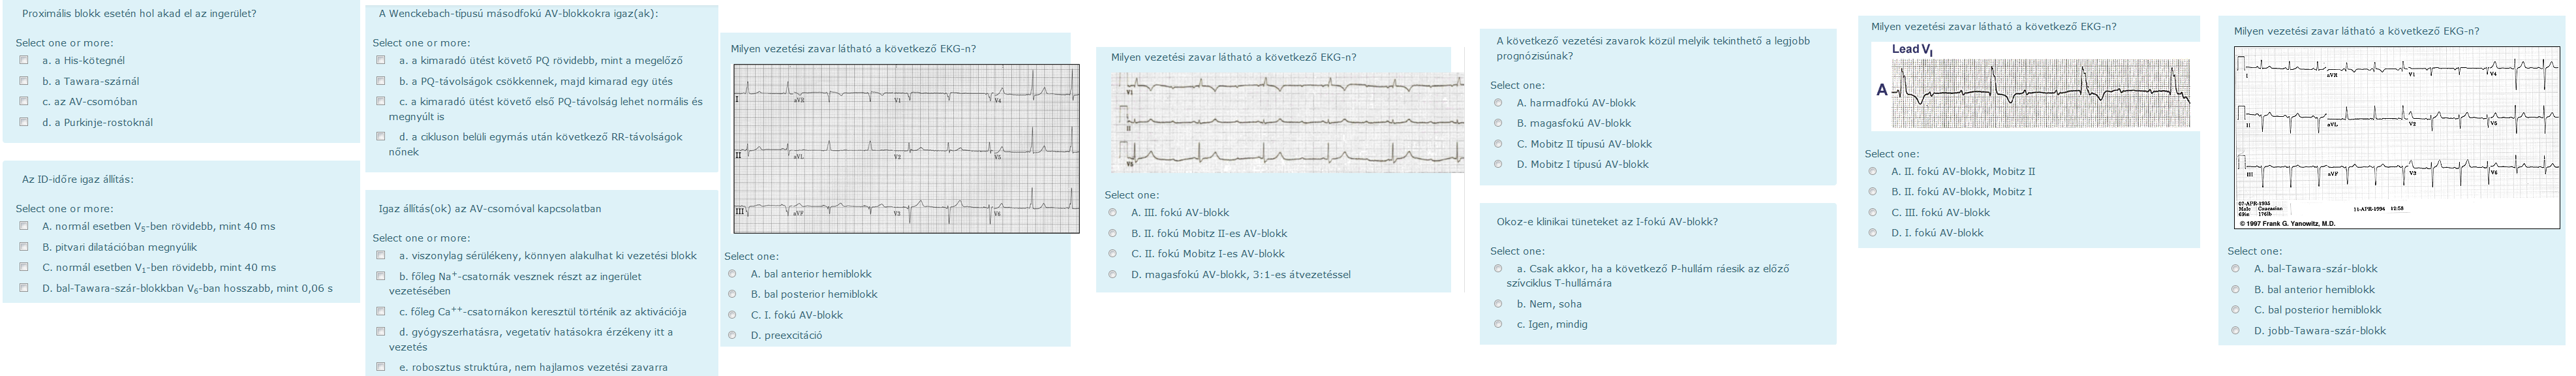 Proximális blokk esetén hol akad el az ingerület?
Select one or more:
a. a His-kötegnél
b. a Tawara-szárnál
c. az AV-csomóban
d. a Purkinje-rostoknál
Az ID-időre igaz állítás:
Select one or more:
A. normál esetben V5-ben rövidebb, mint 40 ms
B. pitvari dilatációban megnyúlik
C. normál esetben V1-ben rövidebb, mint 40 ms
D. bal-Tawara-szár-blokkban V6-ban hosszabb, mint 0,06 s
A Wenckebach-típusú másodfokú AV-blokkokra igaz(ak):
Select one or more:
a. a kimaradó ütést követő PQ rövidebb, mint a megelőző
b. a PQ-távolságok csökkennek, majd kimarad egy ütés
c. a kimaradó ütést követő első PQ-távolság lehet normális és
megnyúlt is
d. a cikluson belüli egymás után következő RR-távolságok
nőnek
Igaz állítás(ok) az AV-csomóval kapcsolatban
Select one or more:
a. viszonylag sérülékeny, könnyen alakulhat ki vezetési blokk
b. főleg Na+-csatornák vesznek részt az ingerület
vezetésében
c. főleg Ca++-csatornákon keresztül történik az aktivációja
d. gyógyszerhatásra, vegetatív hatásokra érzékeny itt a
vezetés
e. robosztus struktúra, nem hajlamos vezetési zavarra
Milyen vezetési zavar látható a következő EKG-n?
I aVR V1 V4
II aVL V2 V5
III aVF V3 V6
Select one:
A. bal anterior hemiblokk
B. bal posterior hemiblokk
C. I. fokú AV-blokk
D. preexcitáció
Milyen vezetési zavar látható a következő EKG-n?
V1
II
V5
Select one:
A. III. fokú AV-blokk
B. II. fokú Mobitz II-es AV-blokk
C. II. fokú Mobitz I-es AV-blokk
D. magasfokú AV-blokk, 3:1-es átvezetéssel
A következő vezetési zavarok közül melyik tekinthető a legjobb
prognózisúnak?
Select one:
A. harmadfokú AV-blokk
B. magasfokú AV-blokk
C. Mobitz II típusú AV-blokk
D. Mobitz I típusú AV-blokk
Okoz-e klinikai tüneteket az I-fokú AV-blokk?
Select one:
a. Csak akkor, ha a következő P-hullám ráesik az előző
szívciklus T-hullámára
b. Nem, soha
c. Igen, mindig
Milyen vezetési zavar látható a következő EKG-n?
Lead VI
A
Select one:
A. II. fokú AV-blokk, Mobitz II
B. II. fokú AV-blokk, Mobitz I
C. III. fokú AV-blokk
D. I. fokú AV-blokk
Milyen vezetési zavar látható a következő EKG-n?
I aVR V1 V4
II aVL V2 V5
III aVF V3 V6
07-APR-1935
Male Caucasian
69in 176lb
11-APR-1994 12:58
© 1997 Frank G. Yanowitz, M.D.
Select one:
A. bal-Tawara-szár-blokk
B. bal anterior hemiblokk
C. bal posterior hemiblokk
D. jobb-Tawara-szár-blokk